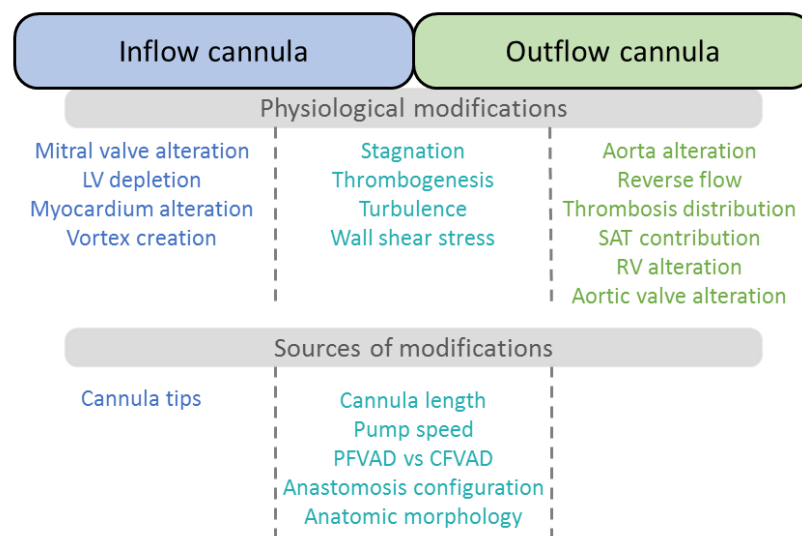 Inflow cannula
Outflow cannula
Physiological modifications
Mitral valve alteration
LV depletion
Myocardium alteration
Vortex creation
Stagnation
Thrombogenesis
Turbulence
Wall shear stress
Aorta alteration
Reverse flow
Thrombosis distribution
SAT contribution
RV alteration
Aortic valve alteration
Sources of modifications
Cannula tips
Cannula length
Pump speed
PFVAD vs CFVAD
Anastomosis configuration
Anatomic morphology